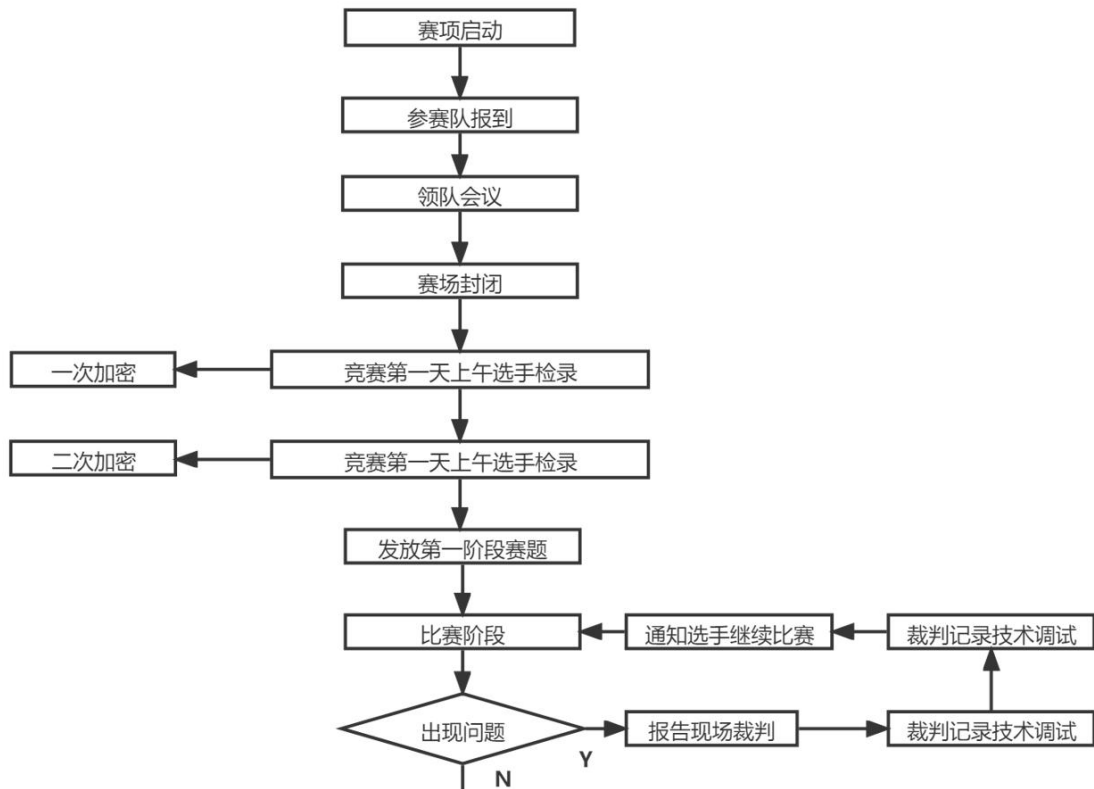 赛项启动
参赛队报到
领队会议
赛场封闭
一次加密
竞赛第一天上午选手检录
二次加密
竞赛第一天上午选手检录
发放第一阶段赛题
比赛阶段
通知选手继续比赛
裁判记录技术调试
出现问题
报告现场裁判
裁判记录技术调试
Y
N